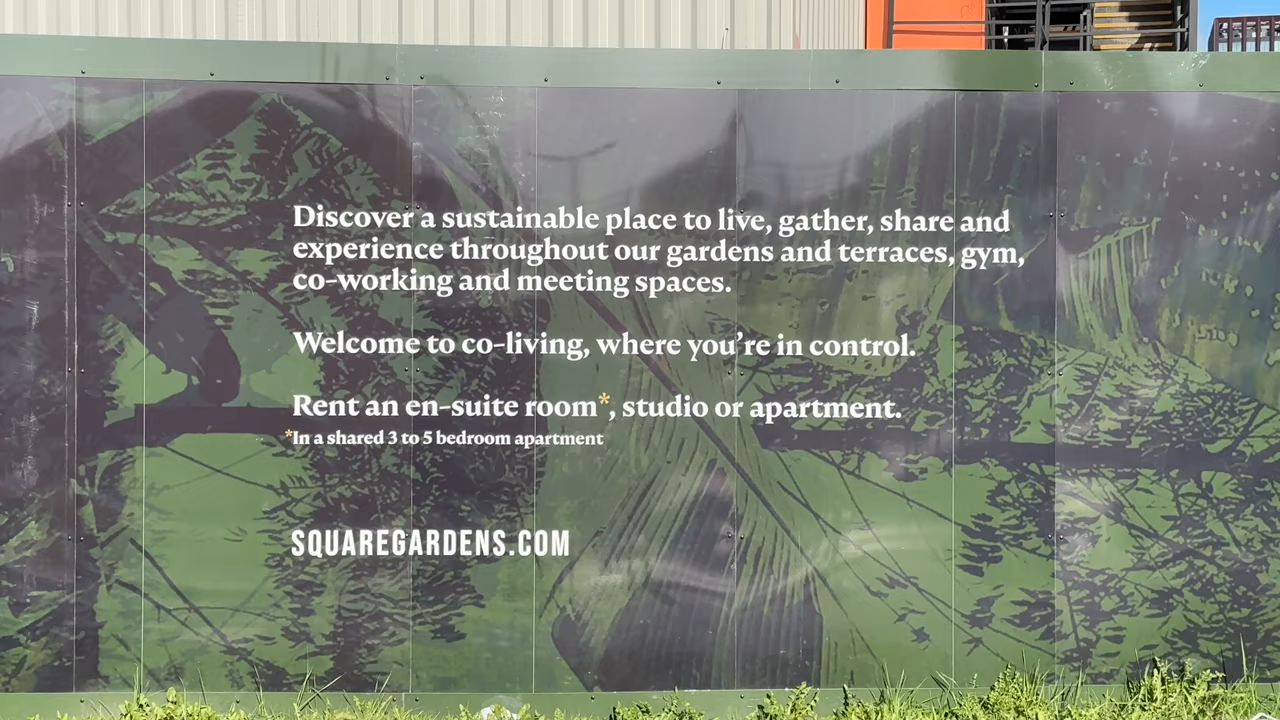 Discover a sustainable place to live, gather, share and
experience throughout our gardens and terraces, gym,
co-working and meeting spaces.
Welcome to co-living, where you're in control.
Rent an en-suite room*, studio or apartment.
*In a shared 3 to 5 bedroom apartment
SQUAREGARDENS.COM